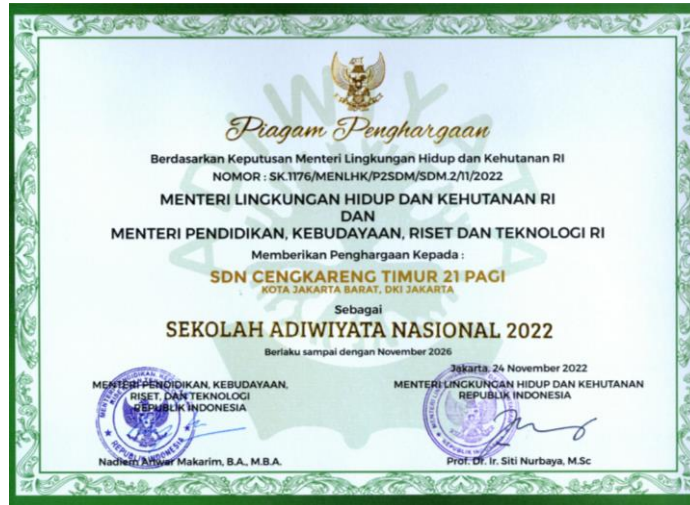 Piagam Penghargaan
Berdasarkan Keputusan Menteri Lingkungan Hidup dan Kehutanan RI
NOMOR : SK.1176/MENLHK/P2SDM/SDM.2/11/2022
MENTERI LINGKUNGAN HIDUP DAN KEHUTANAN RI
DAN
MENTERI PENDIDIKAN, KEBUDAYAAN, RISET DAN TEKNOLOGI RI
Memberikan Penghargaan Kepada :
SDN CENGKARENG TIMUR 21 PAGI
KOTA JAKARTA BARAT, DKI JAKARTA
Sebagai
SEKOLAH ADIWIYATA NASIONAL 2022
Berlaku sampai dengan November 2026
MENTERI PENDIDIKAN, KEBUDAYAAN,
RISET, DAN TEKNOLOGI
REPUBLIK INDONESIA
REPUBLIK INDONESIA
Nadiem Anwar Makarim, B.A., M.B.A.
Jakarta, 24 November 2022
MENTERI LINGKUNGAN HIDUP DAN KEHUTANAN
REPUBLIK INDONESIA
Prof. Dr. Ir. Siti Nurbaya, M.Sc